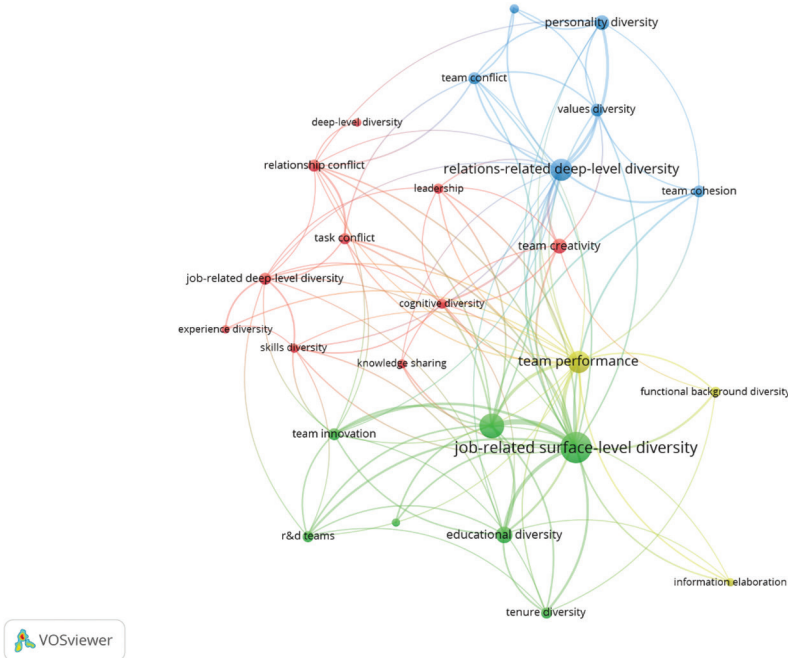 personality diversity
team conflict
values diversity
deep-level diversity
relationship conflict
relations-related deep-level diversity
leadership
team cohesion
task conflict
team creativity
job-related deep-level diversity
cognitive diversity
experience diversity
skills diversity
knowledge sharing
team performance
functional background diversity
team innovation
job-related surface-level diversity
r&d teams
educational diversity
information elaboration
tenure diversity
VOSviewer